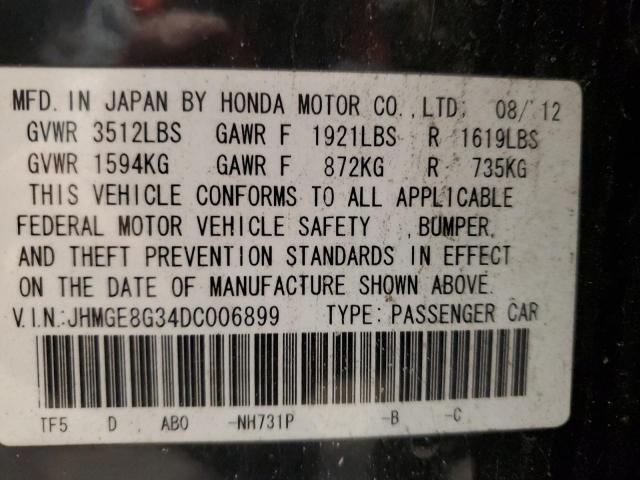 MFD. IN JAPAN BY HONDA MOTOR CO., LTD. 08/12
GVWR 3512LBS GAWR F 1921LBS R 1619LBS
GVWR 1594KG GAWR F 872KG R 735KG
THIS VEHICLE CONFORMS TO ALL APPLICABLE
FEDERAL MOTOR VEHICLE SAFETY , BUMPER,
AND THEFT PREVENTION STANDARDS IN EFFECT
ON THE DATE OF MANUFACTURE SHOWN ABOVE.
V.I.N.:JHMGE8G34DC006899 TYPE: PASSENGER CAR
TF5 D AB0 -NH731P -B -C